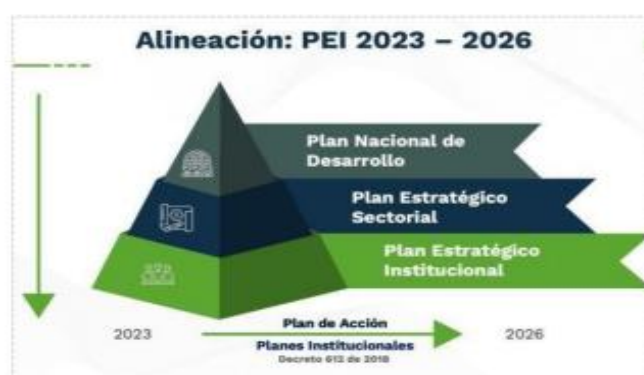 Alineación: PEI 2023 – 2026
Plan Nacional de
Desarrollo
Plan Estratégico
Sectorial
Plan Estratégico
Institucional
2023
Plan de Acción
2026
Planes Institucionales
Decreto 612 de 2018